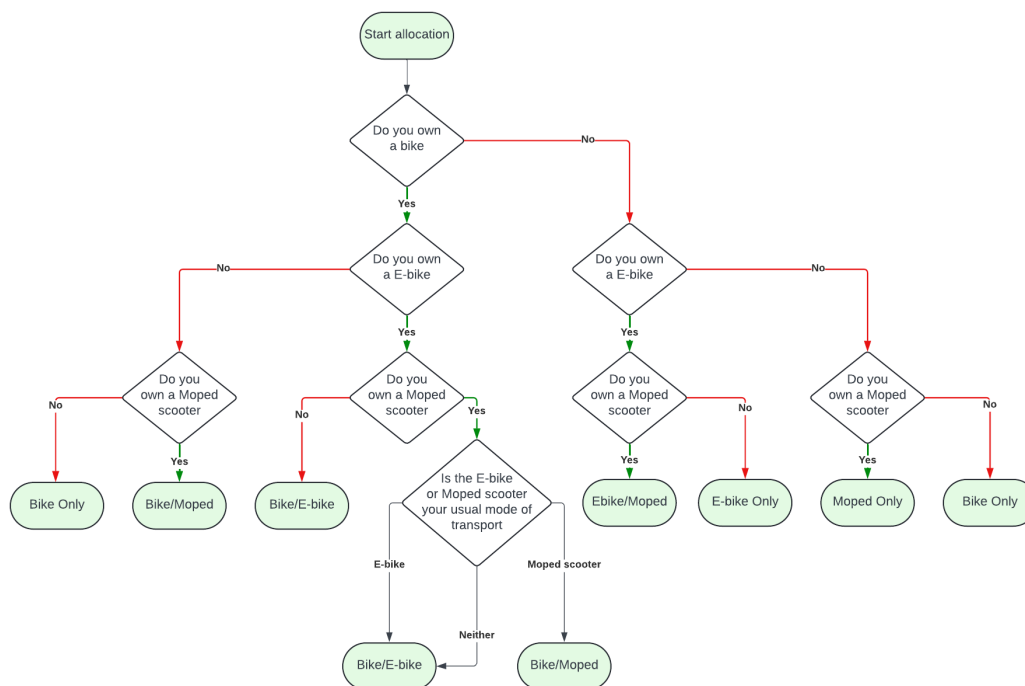 Start allocation
Do you own
a bike
No
Yes
Do you own
a E-bike
Do you own
a E-bike
No
No
Yes
Yes
Do you
own a Moped
scooter
Do you
own a Moped
scooter
Do you
own a Moped
scooter
Do you
own a Moped
scooter
No
No
Yes
No
No
Yes
Yes
Yes
Bike Only
Bike/Moped
Bike/E-bike
Is the E-bike
or Moped scooter
your usual mode of
transport
Ebike/Moped
E-bike Only
Moped Only
Bike Only
E-bike
Moped scooter
Neither
Bike/E-bike
Bike/Moped